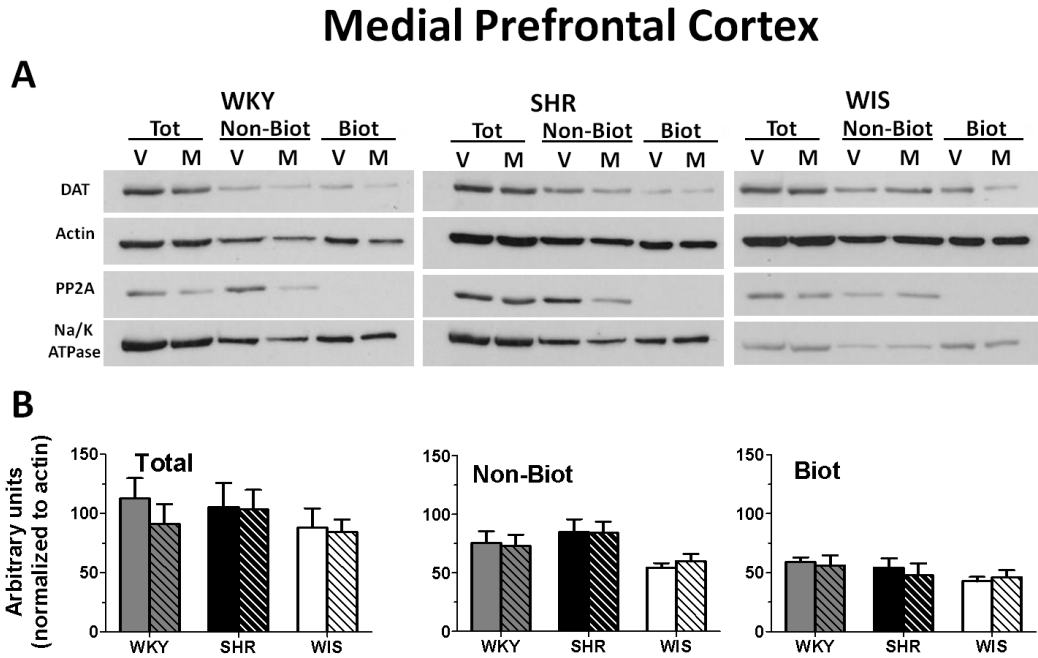 Medial Prefrontal Cortex
A
WKY SHR WIS
Tot Non-Biot Biot Tot Non-Biot Biot Tot Non-Biot Biot
V M V M V M V M V M V M V M V M V M
DAT
Actin
PP2A
Na/K
ATPase
B
Arbitrary units
(normalized to actin)
150 Total 150 Non-Biot 150 Biot
100 100 100
50 50 50
0 0 0
WKY SHR WIS WKY SHR WIS WKY SHR WIS